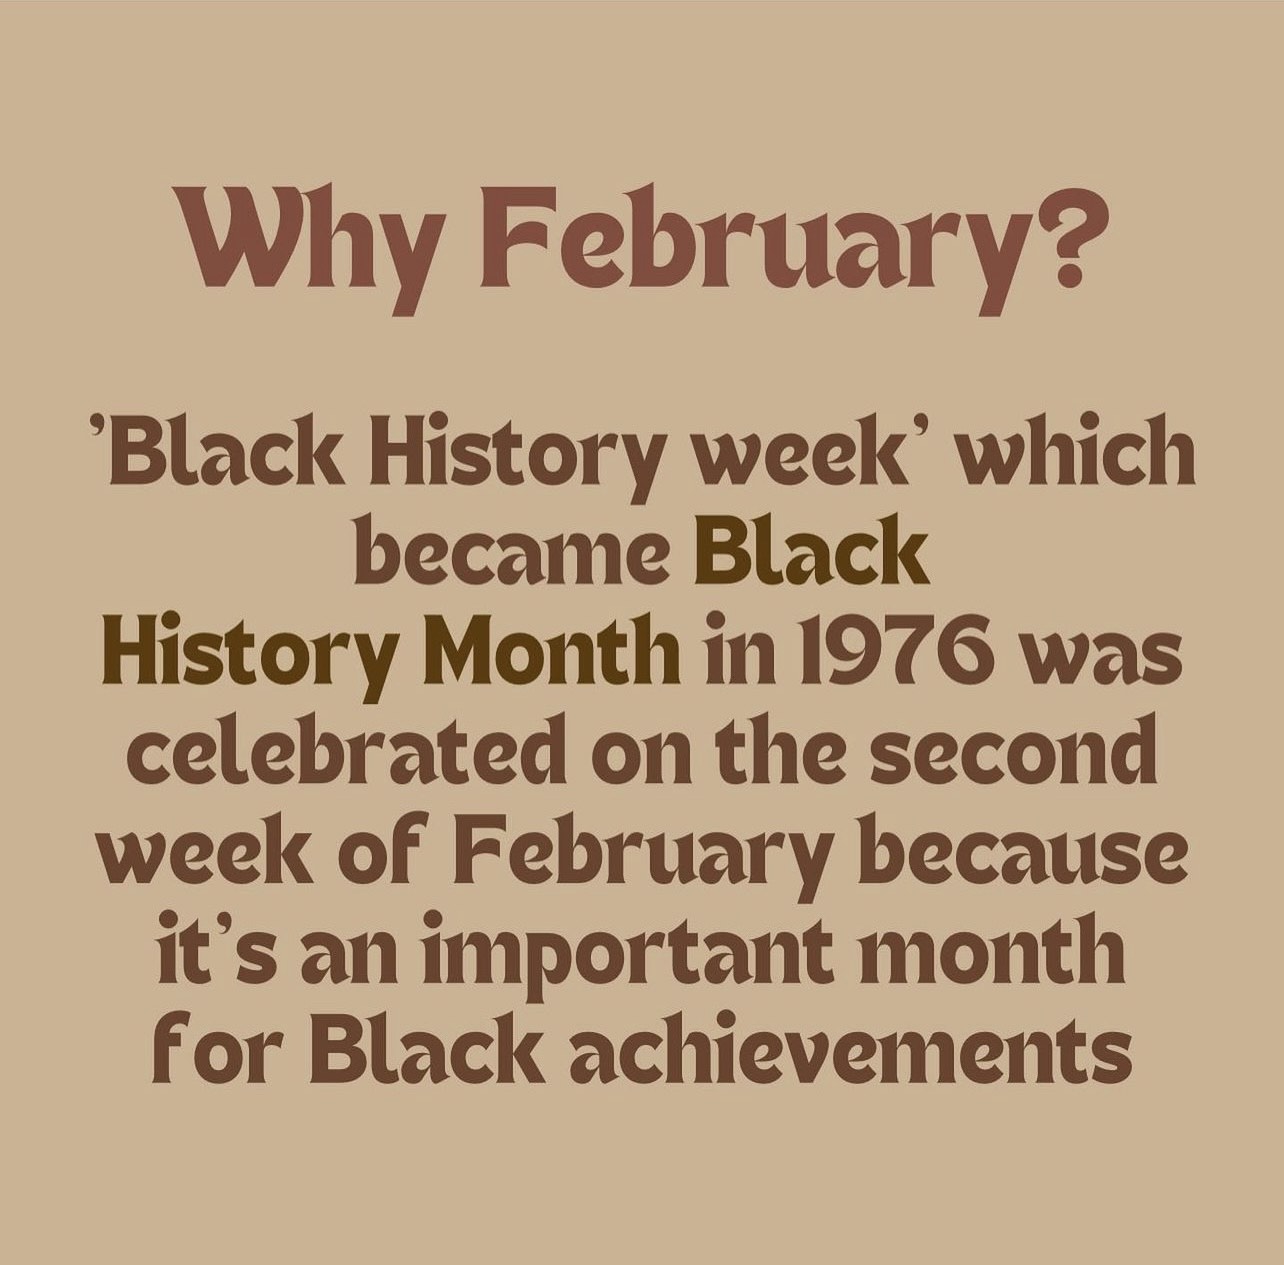 Why February?
’Black History week’ which
became Black
History Month in 1976 was
celebrated on the second
week of February because
it’s an important month
for Black achievements